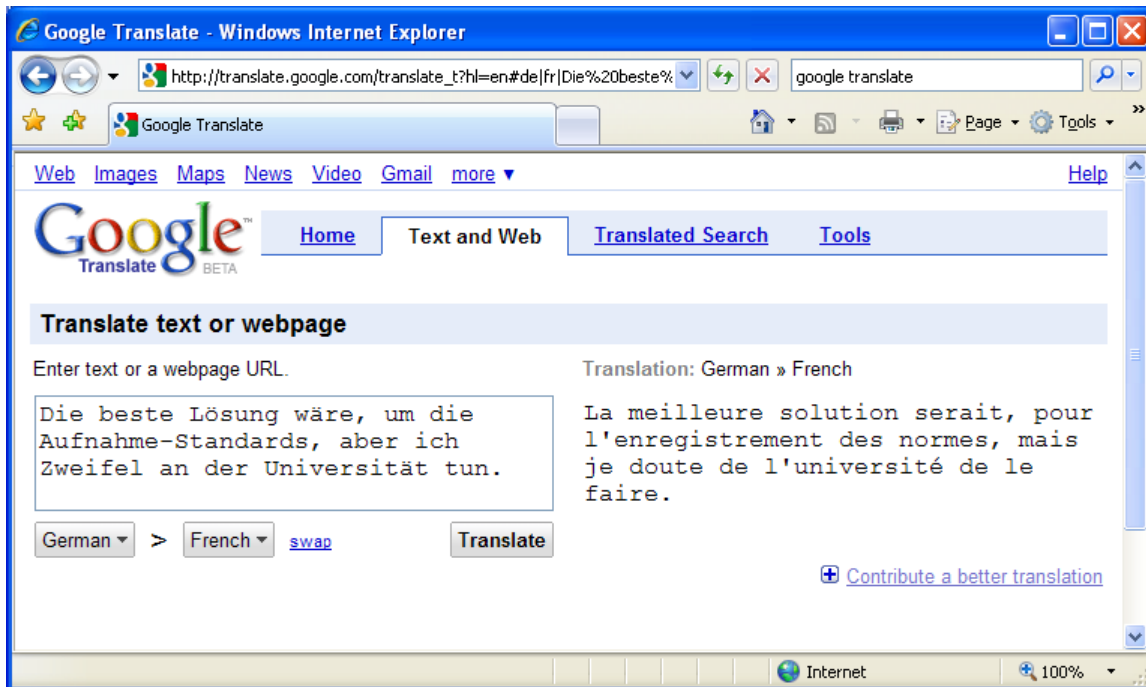 Google Translate - Windows Internet Explorer
http://translate.google.com/translate_t?hl=en#de|fr|Die%20beste% google translate
Google Translate Page Tools »
Web Images Maps News Video Gmail more ▼ Help
Google™ Translate BETA
Home Text and Web Translated Search Tools
Translate text or webpage
Enter text or a webpage URL.
Die beste Lösung wäre, um die
Aufnahme-Standards, aber ich
Zweifel an der Universität tun.
German > French swap Translate
Translation: German » French
La meilleure solution serait, pour
l'enregistrement des normes, mais
je doute de l'université de le
faire.
Contribute a better translation
Internet 100%